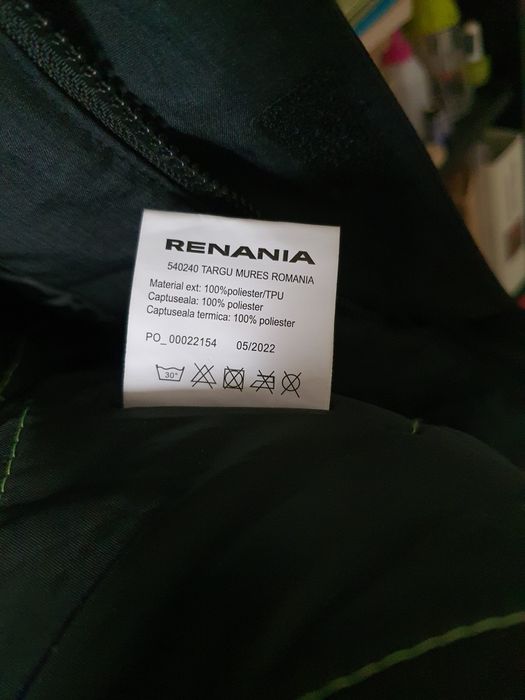 RENANIA
540240 TARGU MURES ROMANIA
Material ext: 100%poliester/TPU
Captuseala: 100% poliester
Captuseala termica: 100% poliester
PO_00022154 05/2022
30°